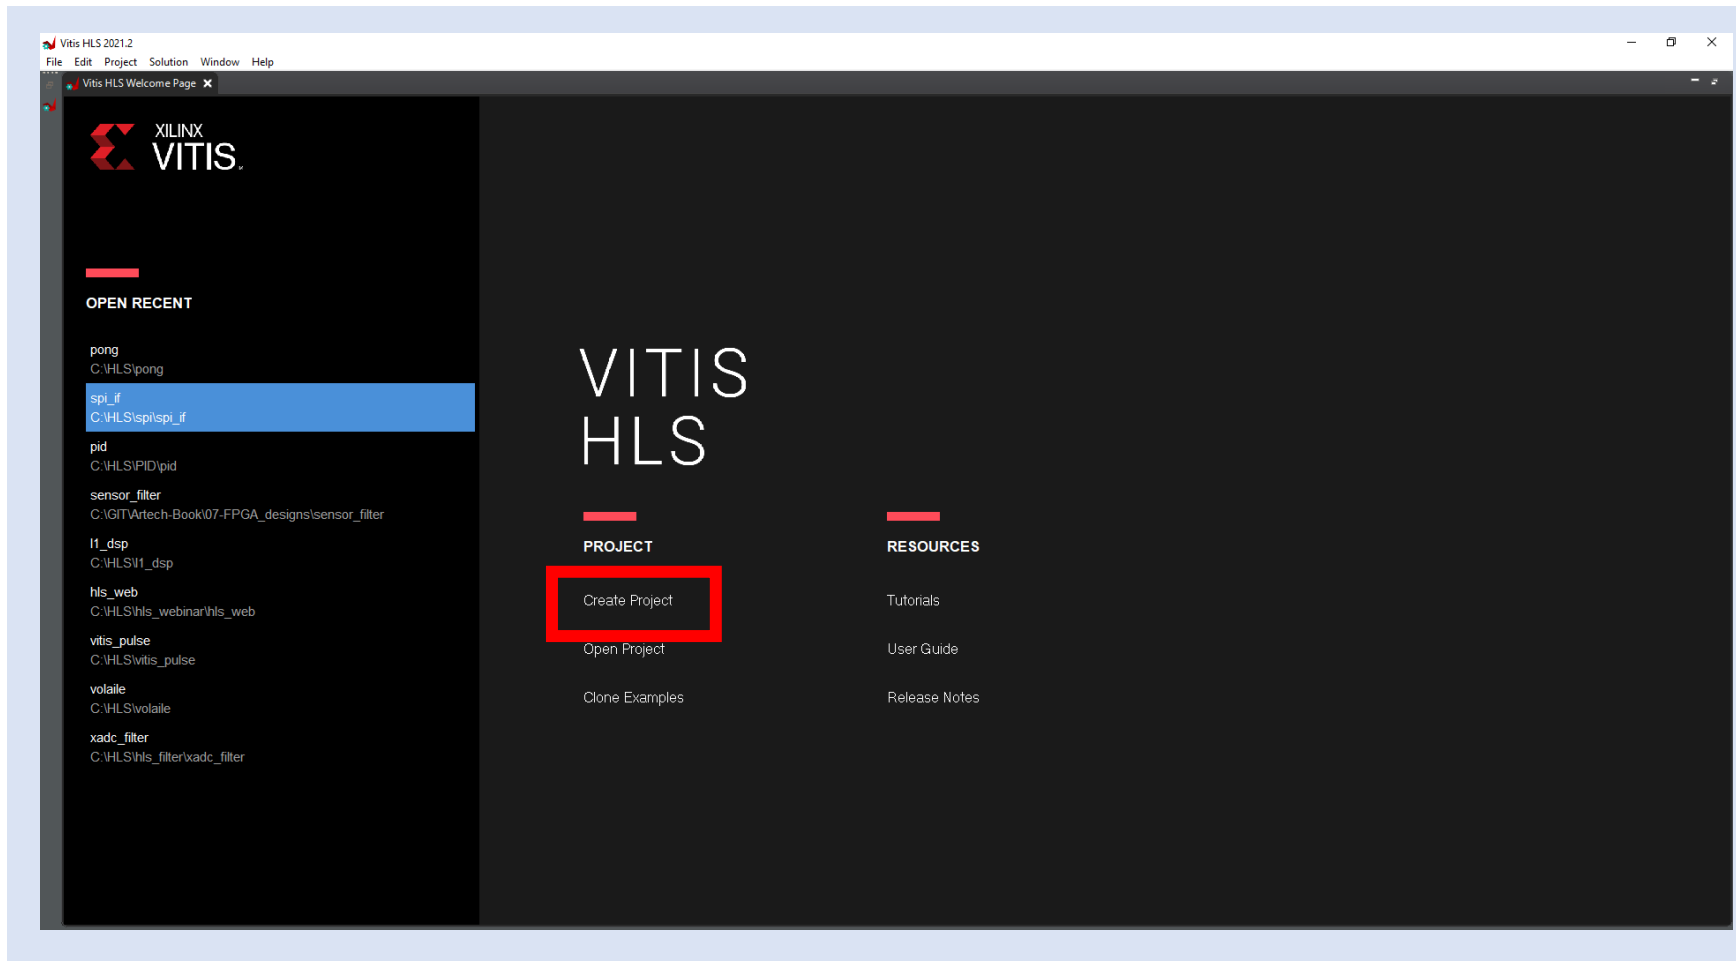 Vitis HLS 2021.2
File Edit Project Solution Window Help
Vitis HLS Welcome Page
XILINX
VITIS
OPEN RECENT
pong
C:\HLS\pong
spi_if
C:\HLS\spi\spi_if
pid
C:\HLS\PID\pid
sensor_filter
C:\GIT\Artech-Book\07-FPGA_designs\sensor_filter
l1_dsp
C:\HLS\l1_dsp
hls_web
C:\HLS\hls_webinar\hls_web
vitis_pulse
C:\HLS\vitis_pulse
volaile
C:\HLS\volaile
xadc_filter
C:\HLS\hls_filter\xadc_filter
VITIS
HLS
PROJECT
Create Project
Open Project
Clone Examples
RESOURCES
Tutorials
User Guide
Release Notes